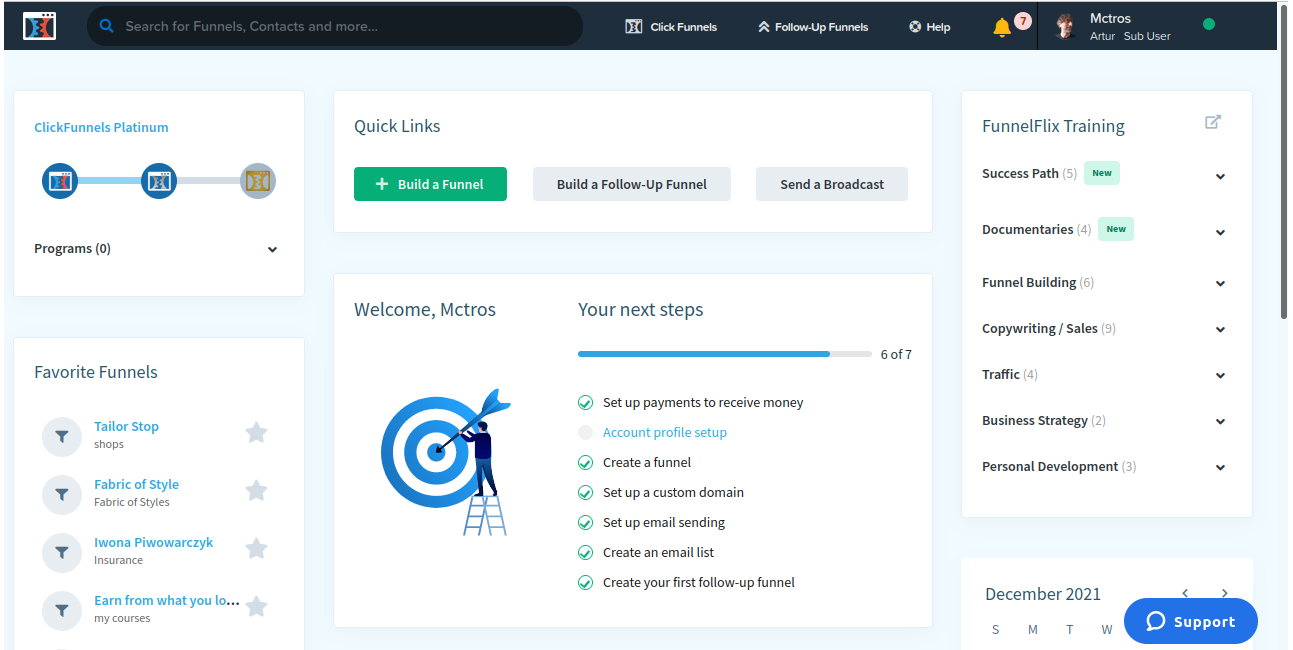 Search for Funnels, Contacts and more...
Click Funnels
Follow-Up Funnels
Help
7
Mctros
Artur Sub User
ClickFunnels Platinum
Programs (0)
Favorite Funnels
Tailor Stop
shops
Fabric of Style
Fabric of Styles
Iwona Piwowarczyk
Insurance
Earn from what you lo...
my courses
Quick Links
+ Build a Funnel
Build a Follow-Up Funnel
Send a Broadcast
Welcome, Mctros
Your next steps
6 of 7
Set up payments to receive money
Account profile setup
Create a funnel
Set up a custom domain
Set up email sending
Create an email list
Create your first follow-up funnel
FunnelFlix Training
Success Path (5) New
Documentaries (4) New
Funnel Building (6)
Copywriting / Sales (9)
Traffic (4)
Business Strategy (2)
Personal Development (3)
December 2021
S M T W
Support